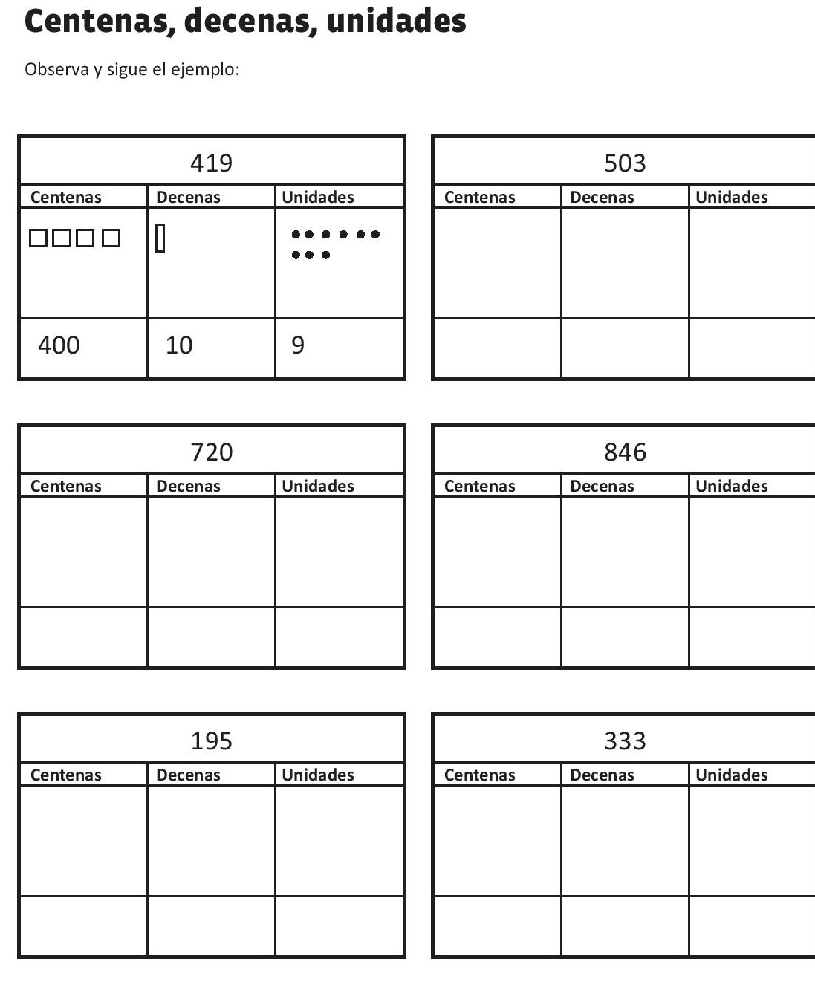 Centenas, decenas, unidades
Observa y sigue el ejemplo:
419
Centenas Decenas Unidades
400 10 9
503
Centenas Decenas Unidades
720
Centenas Decenas Unidades
846
Centenas Decenas Unidades
195
Centenas Decenas Unidades
333
Centenas Decenas Unidades